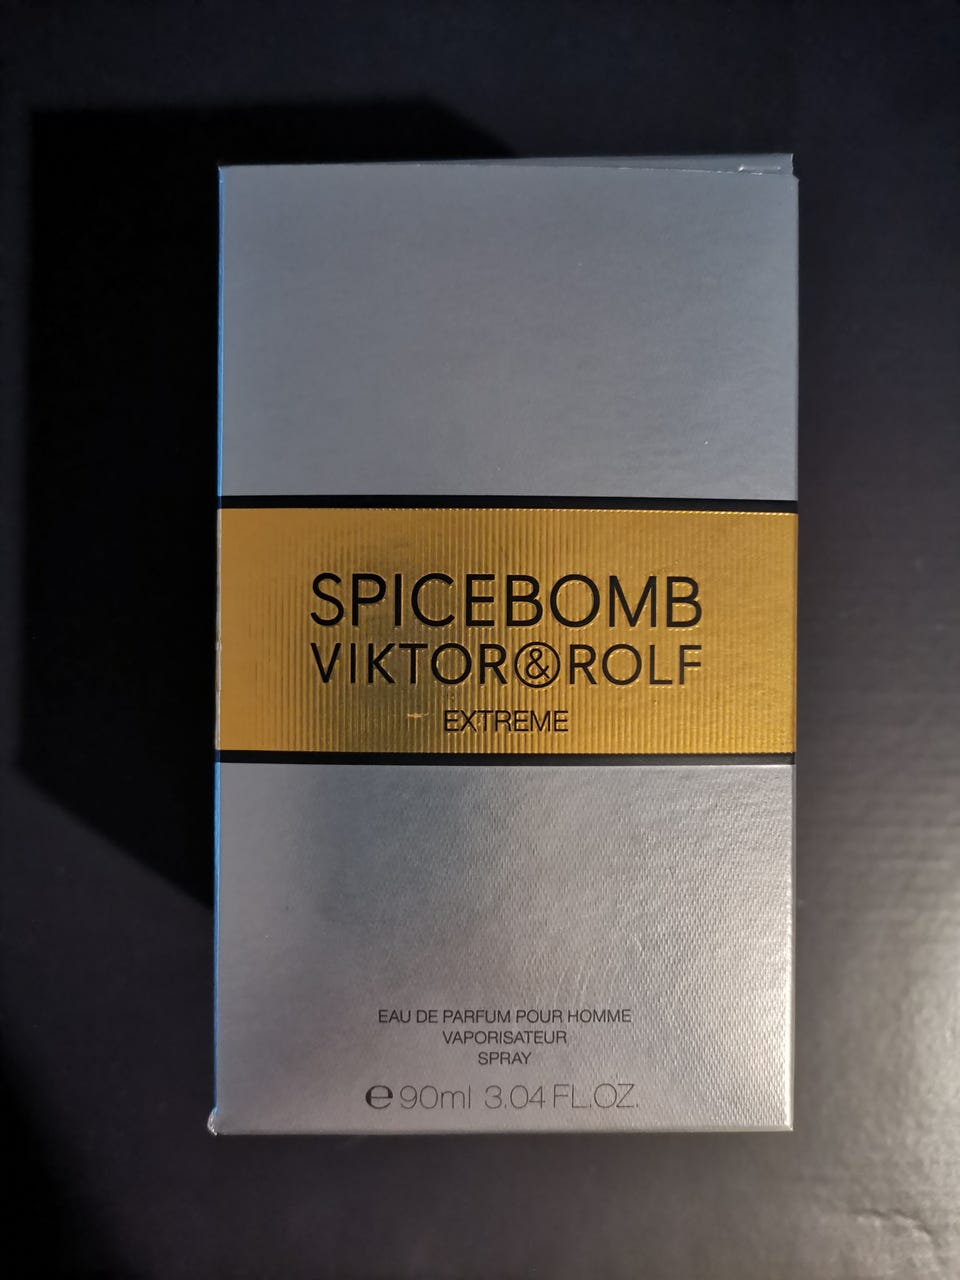 SPICEBOMB
VIKTOR&ROLF
EXTREME
EAU DE PARFUM POUR HOMME
VAPORISATEUR
SPRAY
℮ 90ml 3.04 FL.OZ.